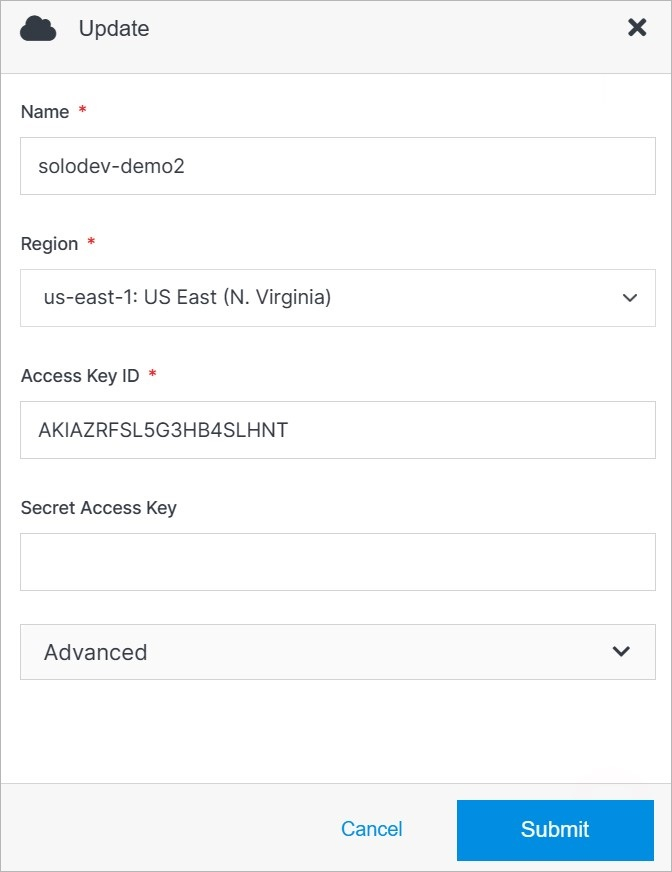 Update
Name *
solodev-demo2
Region *
us-east-1: US East (N. Virginia)
Access Key ID *
AKIAZRFSL5G3HB4SLHNT
Secret Access Key
Advanced
Cancel
Submit